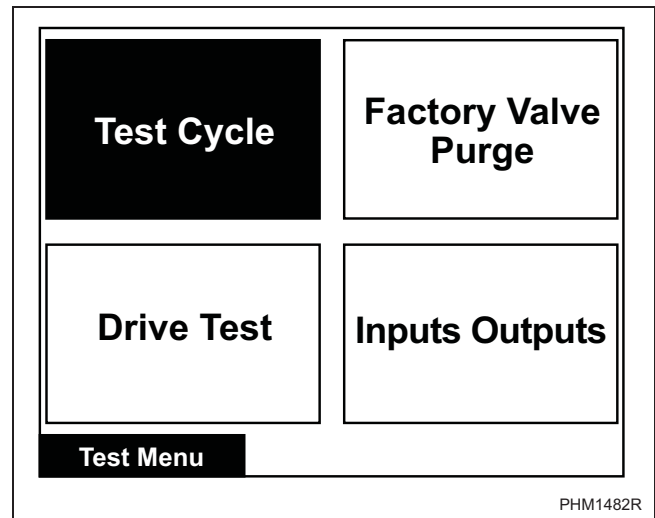 Test Cycle
Factory Valve
Purge
Drive Test
Inputs Outputs
Test Menu
PHM1482R